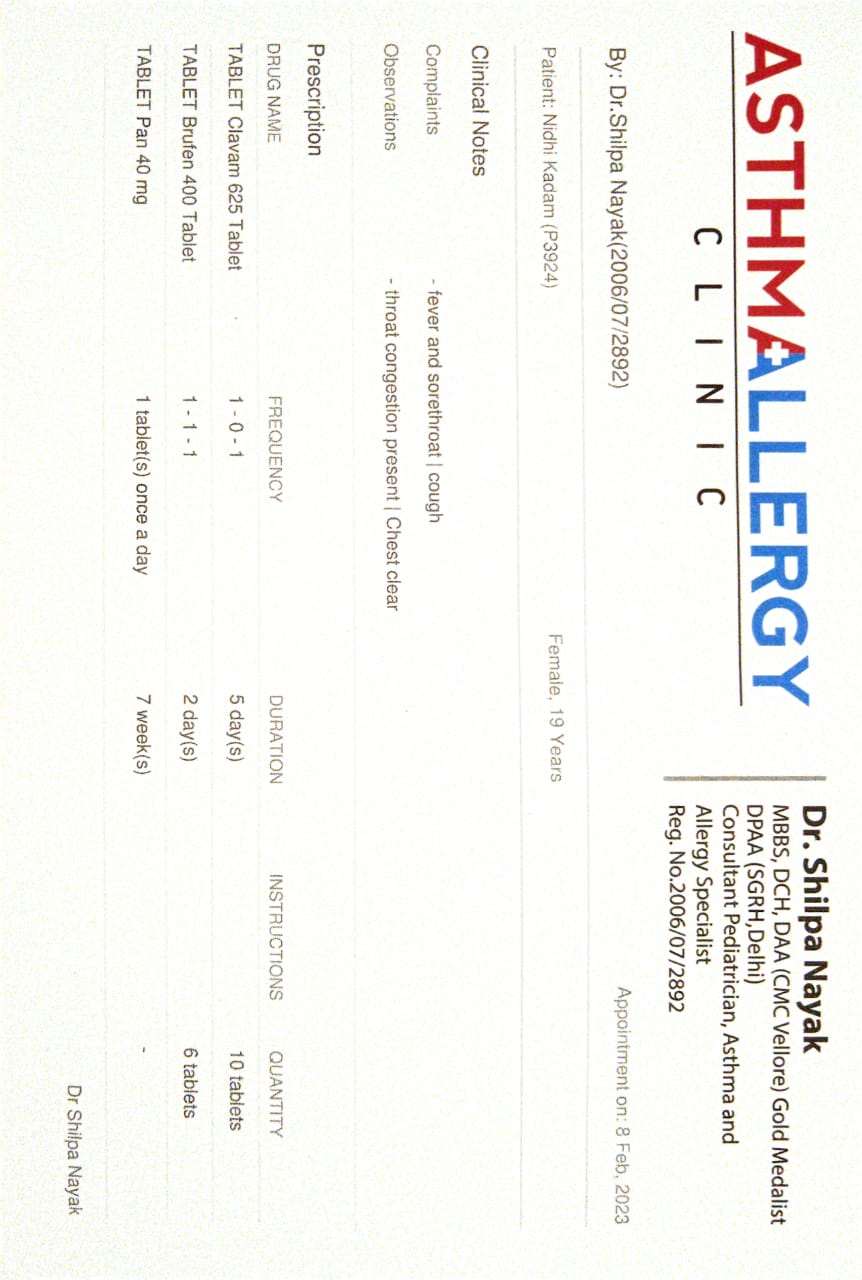 ASTHMALLERGY
CLINIC
Dr. Shilpa Nayak
MBBS, DCH, DAA (CMC Vellore) Gold Medalist
DPAA (SGRH,Delhi)
Consultant Pediatrician, Asthma and
Allergy Specialist
Reg. No.2006/07/2892
By: Dr.Shilpa Nayak(2006/07/2892) Appointment on: 8 Feb, 2023
Patient: Nidhi Kadam (P3924) Female, 19 Years
Clinical Notes
Complaints - fever and sorethroat | cough
Observations - throat congestion present | Chest clear
Prescription
DRUG NAME FREQUENCY DURATION INSTRUCTIONS QUANTITY
TABLET Clavam 625 Tablet 1 - 0 - 1 5 day(s) 10 tablets
TABLET Brufen 400 Tablet 1 - 1 - 1 2 day(s) 6 tablets
TABLET Pan 40 mg 1 tablet(s) once a day 7 week(s) -
Dr Shilpa Nayak